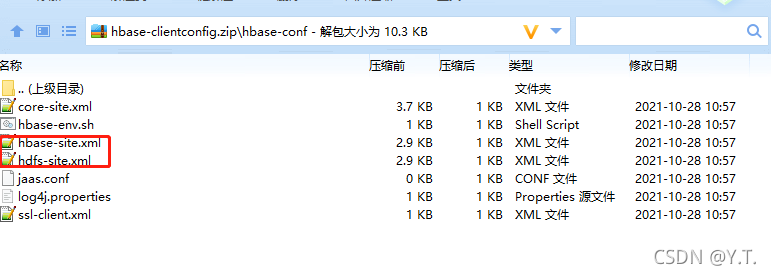 hbase-clientconfig.zip\hbase-conf - 解包大小为 10.3 KB
名称 压缩前 压缩后 类型 修改日期
.. (上级目录) 文件夹
core-site.xml 3.7 KB 1 KB XML 文件 2021-10-28 10:57
hbase-env.sh 1 KB 1 KB Shell Script 2021-10-28 10:57
hbase-site.xml 2.9 KB 1 KB XML 文件 2021-10-28 10:57
hdfs-site.xml 2.9 KB 1 KB XML 文件 2021-10-28 10:57
jaas.conf 0 KB 1 KB CONF 文件 2021-10-28 10:57
log4j.properties 1 KB 1 KB Properties 源文件 2021-10-28 10:57
ssl-client.xml 1 KB 1 KB XML 文件 2021-10-28 10:57
CSDN @Y.T.